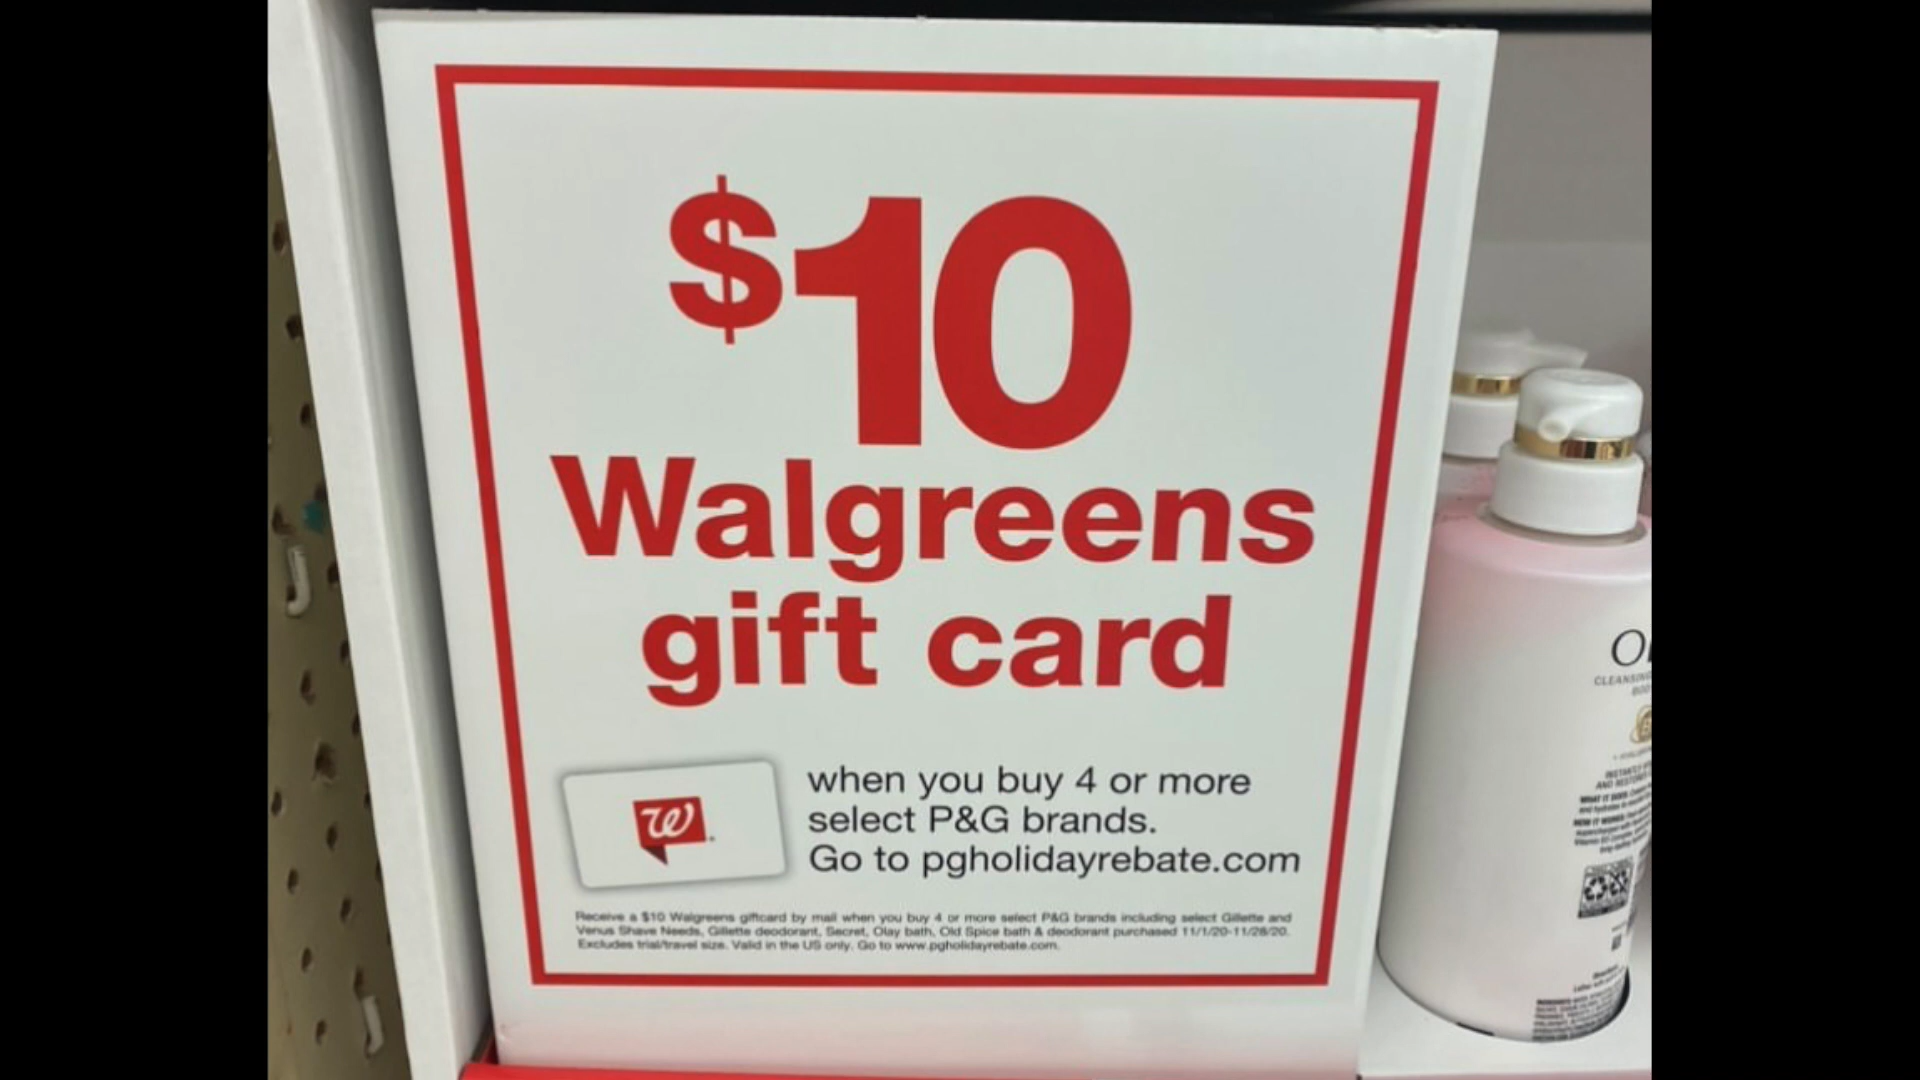 $10
Walgreens
gift card
W
when you buy 4 or more
select P&G brands.
Go to pgholidayrebate.com
Receive a $10 Walgreens giftcard by mail when you buy 4 or more select P&G brands including select Gillette and
Venus Shave Needs, Gillette deodorant, Secret, Olay bath, Old Spice bath & deodorant purchased 11/1/20-11/28/20.
Excludes trial/travel size. Valid in the US only. Go to www.pgholidayrebate.com.
CLEANSING